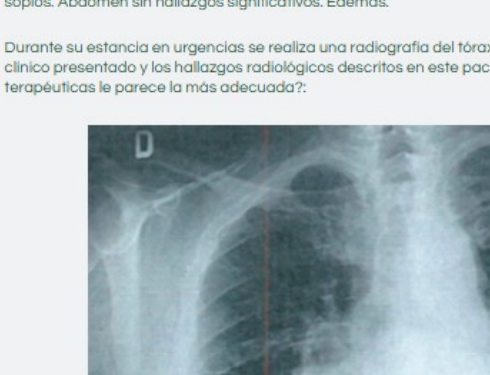 soplos. Abdomen sin hallazgos significativos. Edemas.
Durante su estancia en urgencias se realiza una radiografía del tórax
clínico presentado y los hallazgos radiológicos descritos en este pac
terapéuticas le parece la más adecuada?:
D